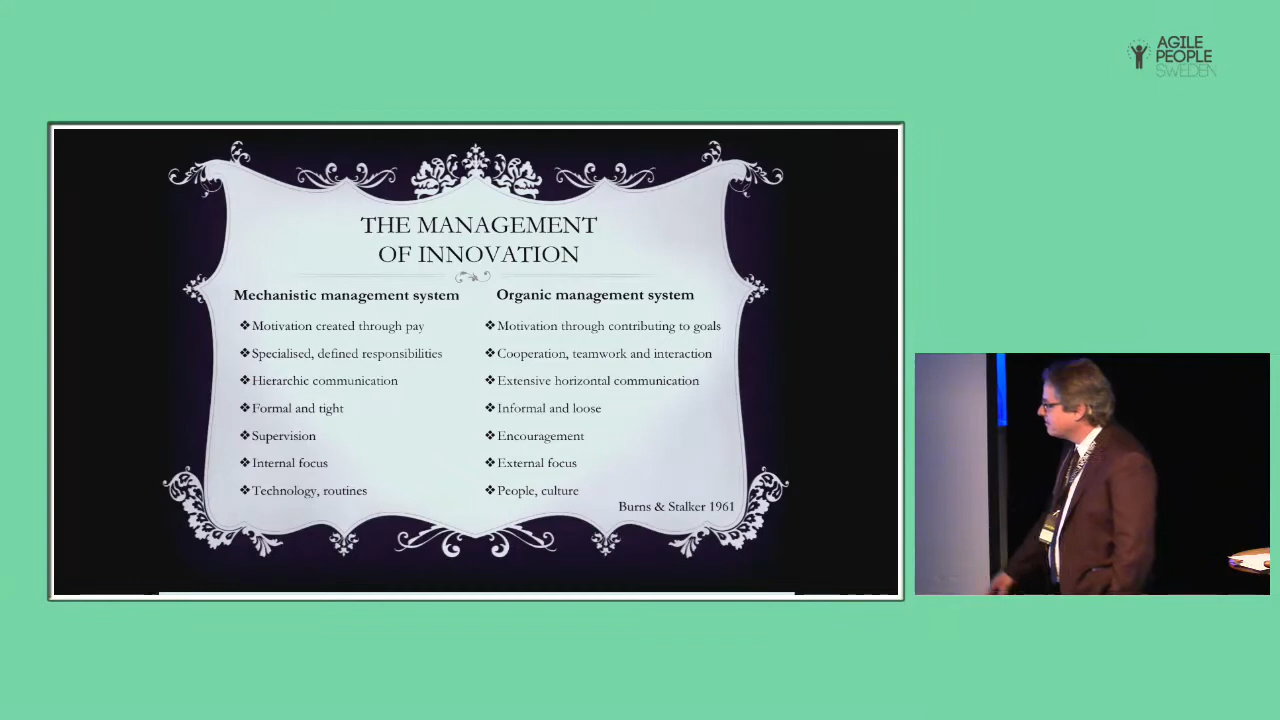 AGILE
PEOPLE
SWEDEN
THE MANAGEMENT
OF INNOVATION
Mechanistic management system
❖Motivation created through pay
❖Specialised, defined responsibilities
❖Hierarchic communication
❖Formal and tight
❖Supervision
❖Internal focus
❖Technology, routines
Organic management system
❖Motivation through contributing to goals
❖Cooperation, teamwork and interaction
❖Extensive horizontal communication
❖Informal and loose
❖Encouragement
❖External focus
❖People, culture
Burns & Stalker 1961